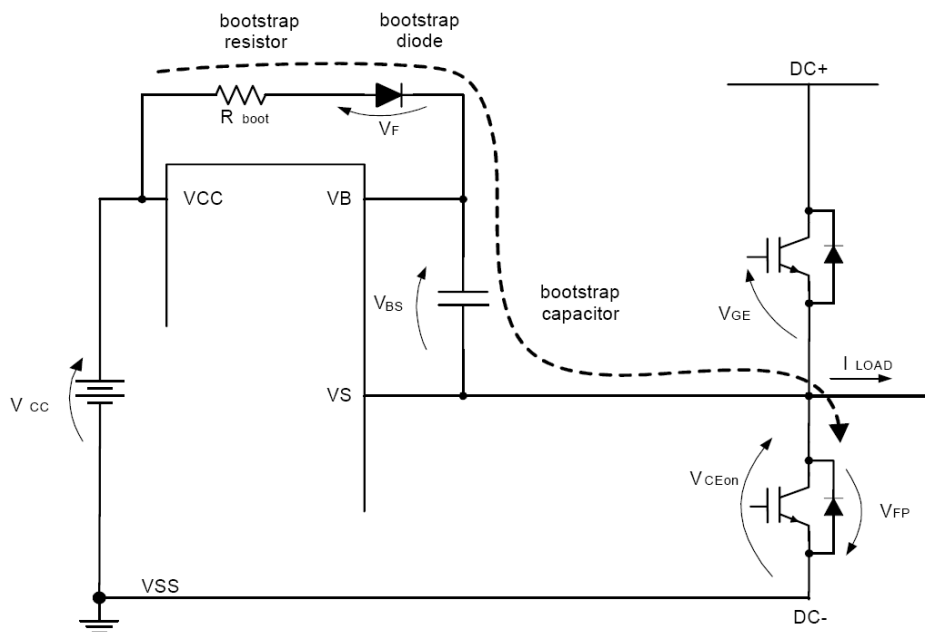 bootstrap
resistor
bootstrap
diode
DC+
R boot
VF
VCC
VB
VBS
bootstrap
capacitor
VGE
I LOAD
V CC
VS
VCEon
VFP
VSS
DC-